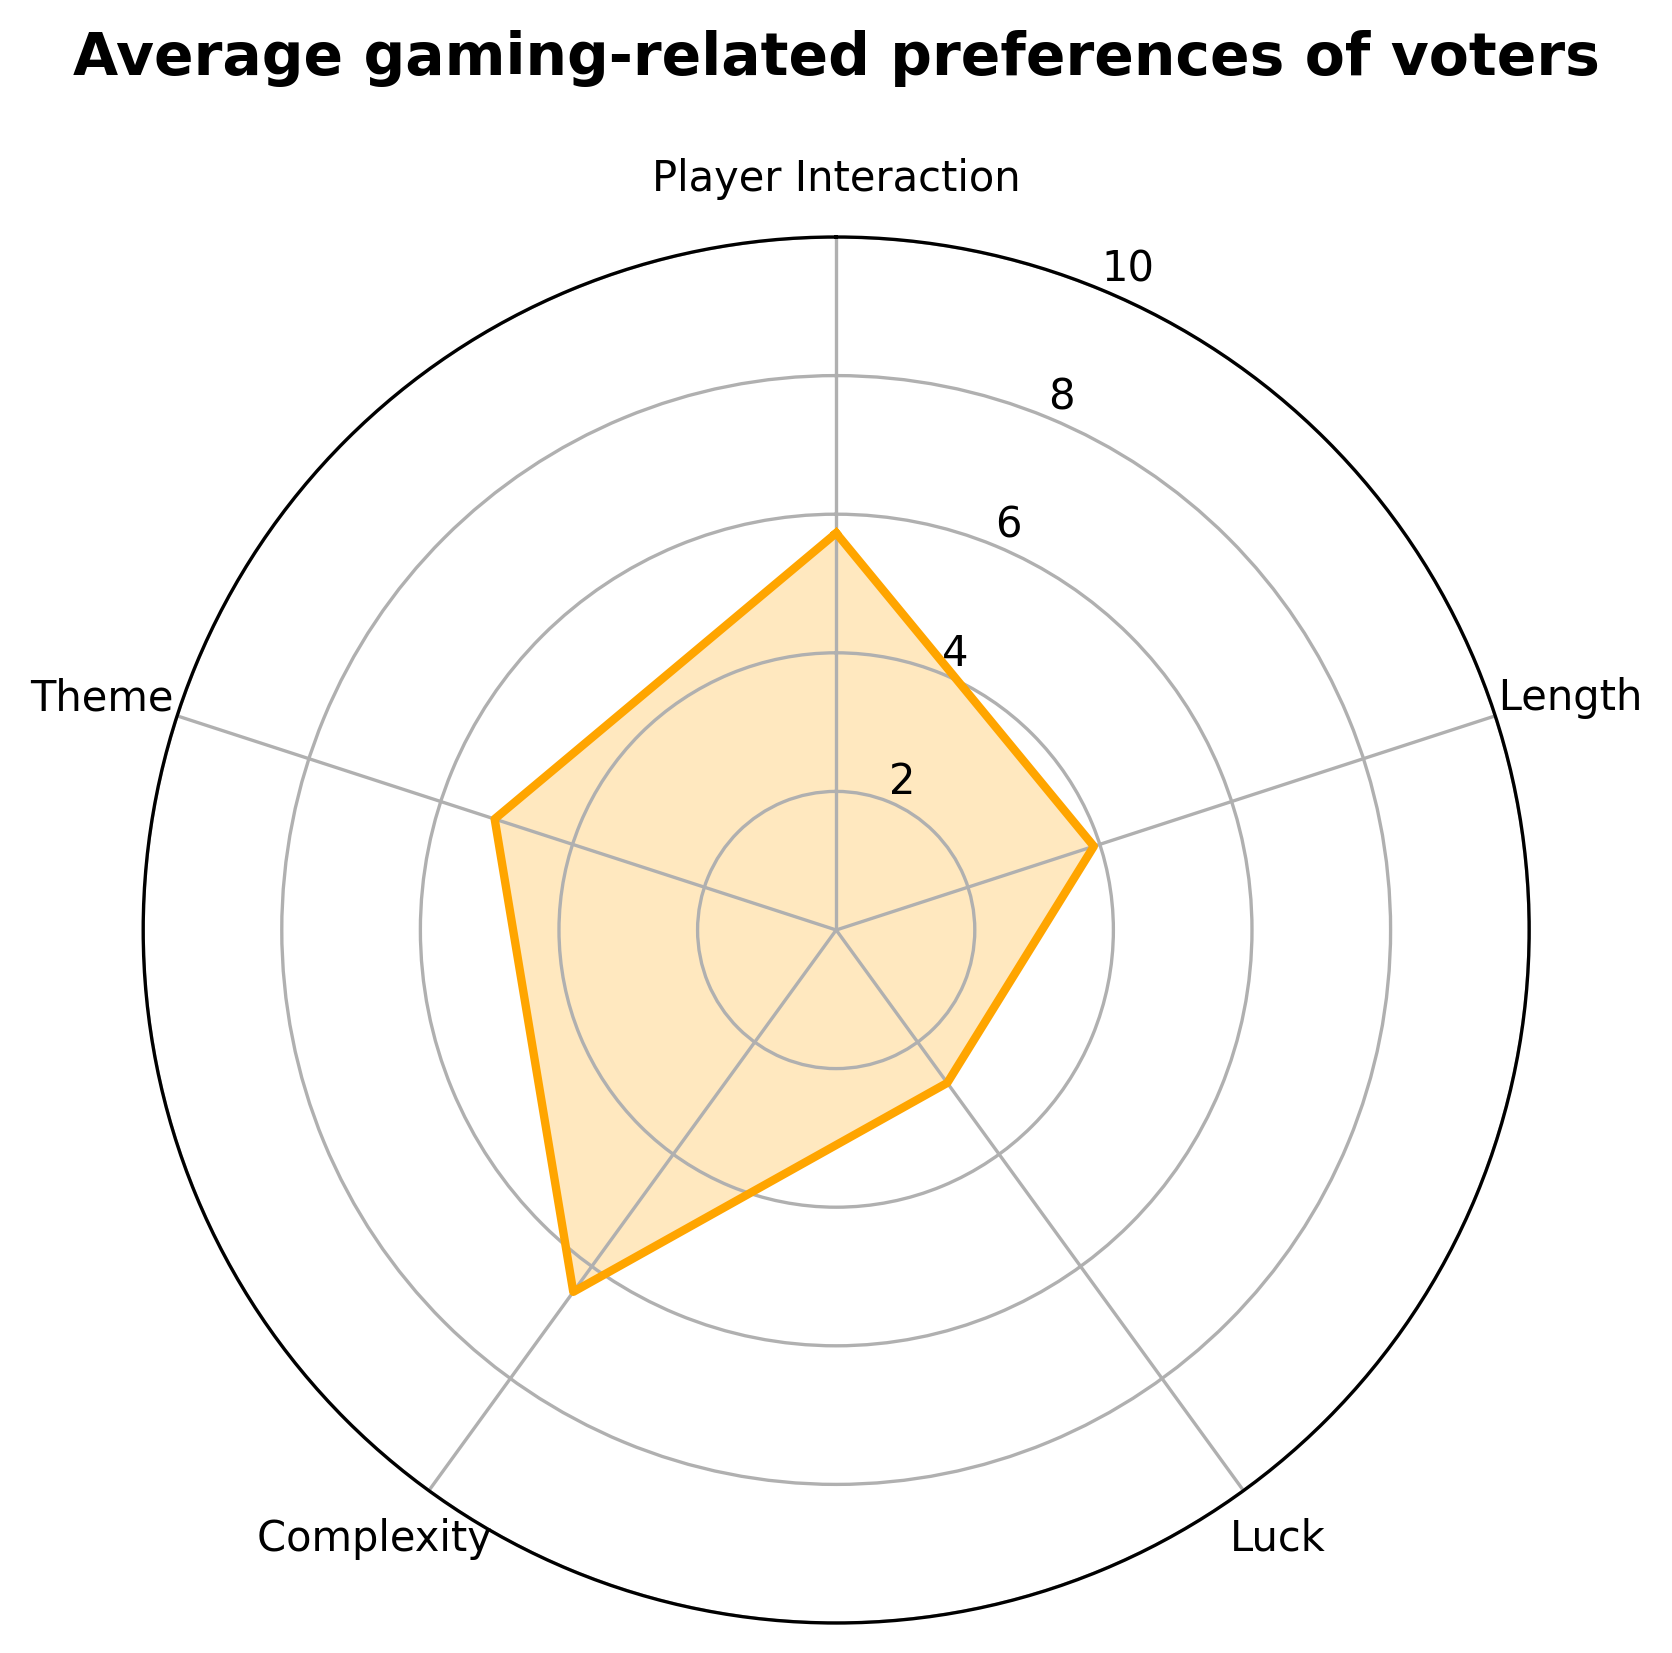 Average gaming-related preferences of voters
Player Interaction
10
8
6
4
2
Theme
Length
Complexity
Luck